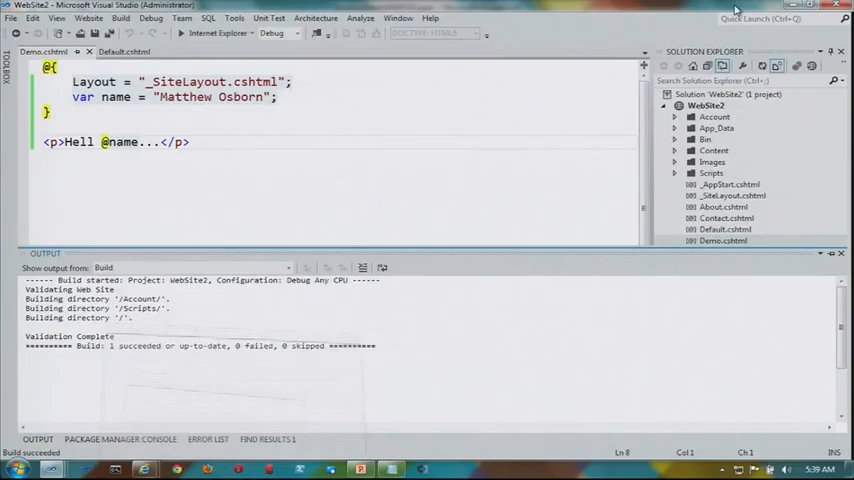 WebSite2 - Microsoft Visual Studio (Administrator)
Quick Launch (Ctrl+Q)
File Edit View Website Build Debug Team SQL Tools Unit Test Architecture Analyze Window Help
Internet Explorer Debug DOCTYPE: XHTML5
TOOLBOX
Demo.cshtml Default.cshtml
@{
Layout = "_SiteLayout.cshtml";
var name = "Matthew Osborn";
}
<p>Hell @name...</p>
SOLUTION EXPLORER
Search Solution Explorer (Ctrl+;)
Solution 'WebSite2' (1 project)
WebSite2
Account
App_Data
Bin
Content
Images
Scripts
_AppStart.cshtml
_SiteLayout.cshtml
About.cshtml
Contact.cshtml
Default.cshtml
Demo.cshtml
OUTPUT
Show output from: Build
------ Build started: Project: WebSite2, Configuration: Debug Any CPU ------
Validating Web Site
Building directory '/Account/'.
Building directory '/Scripts/'.
Building directory '/'.
Validation Complete
========== Build: 1 succeeded or up-to-date, 0 failed, 0 skipped ==========
OUTPUT PACKAGE MANAGER CONSOLE ERROR LIST FIND RESULTS 1
Build succeeded Ln 8 Col 1 Ch 1 INS
5:39 AM